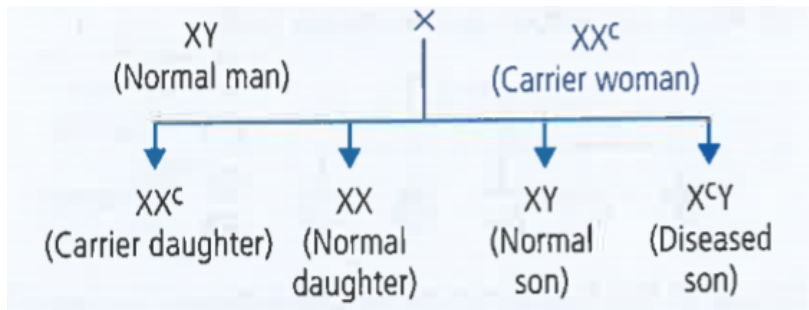 XY
(Normal man)
×
XXᶜ
(Carrier woman)
XXᶜ
(Carrier daughter)
XX
(Normal
daughter)
XY
(Normal
son)
XᶜY
(Diseased
son)